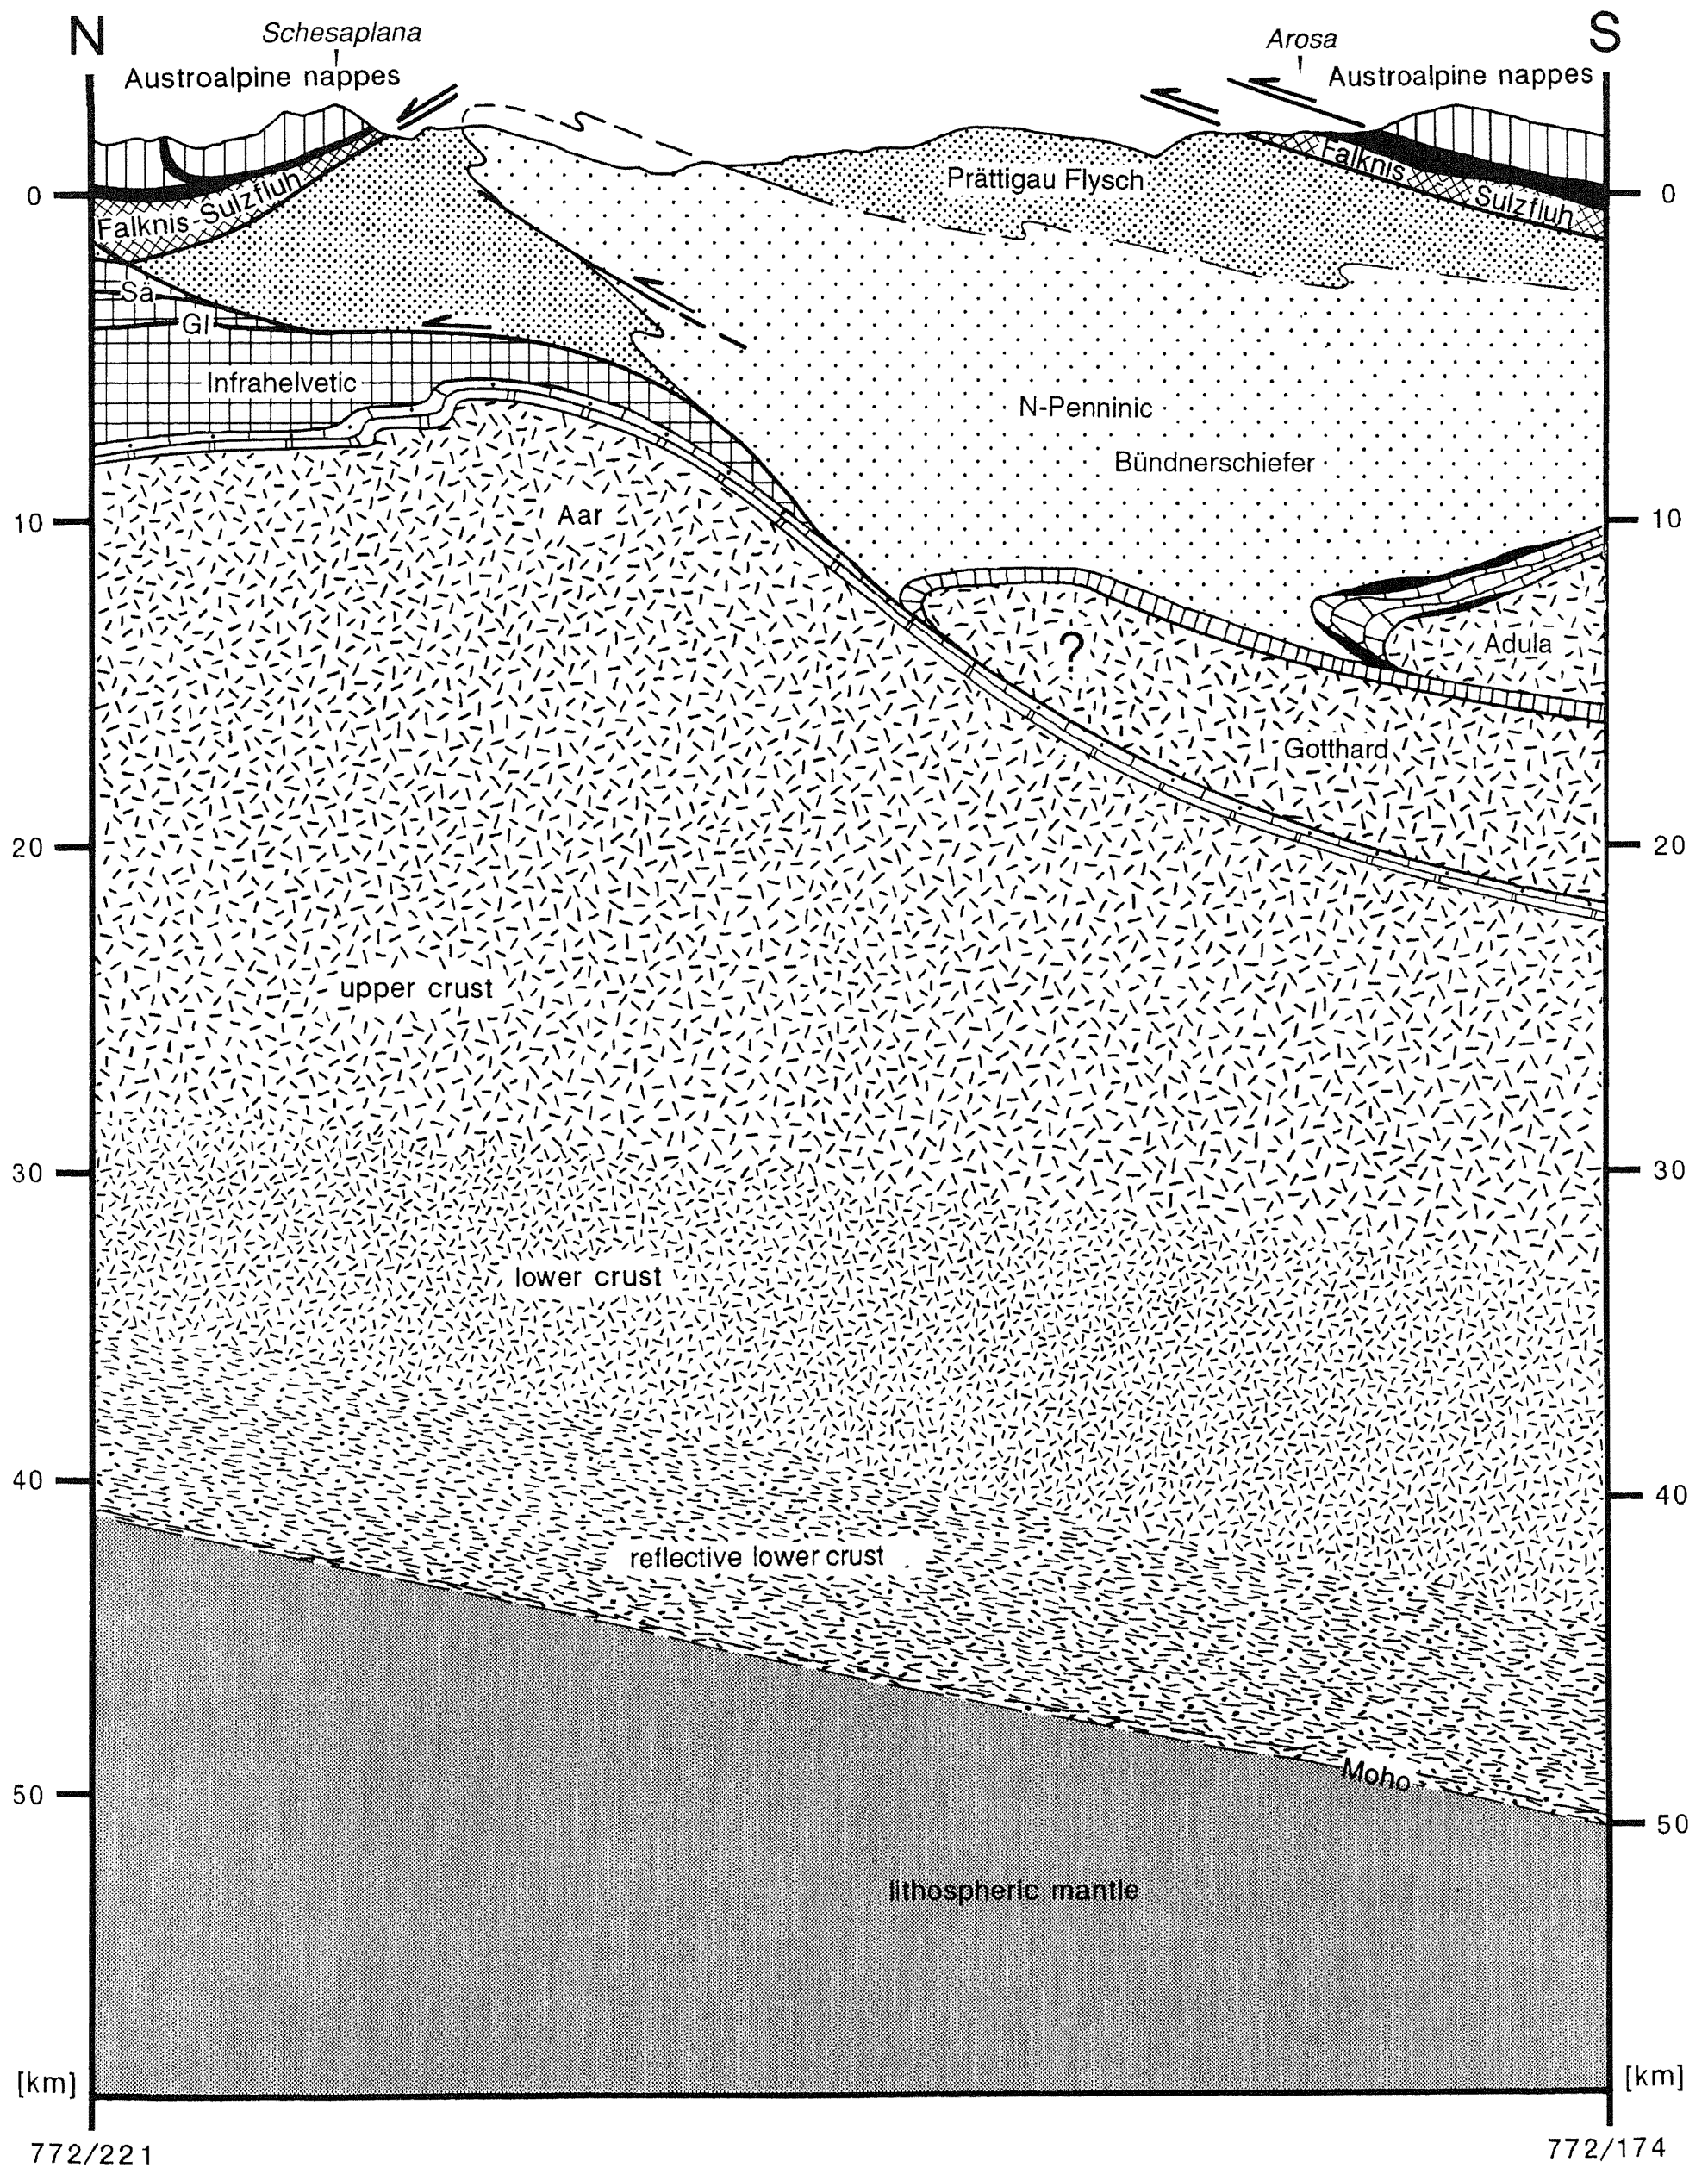 N
S
Schesaplana
Arosa
Austroalpine nappes
Austroalpine nappes
Falknis
Sulzfluh
Prättigau Flysch
Falknis-Sulzfluh
0
0
Sä
Gl
Infrahelvetic
N-Penninic
Bündnerschiefer
Aar
10
10
?
Adula
Gotthard
20
20
upper crust
30
30
lower crust
40
40
reflective lower crust
Moho
50
50
lithospheric mantle
[km]
[km]
772/221
772/174